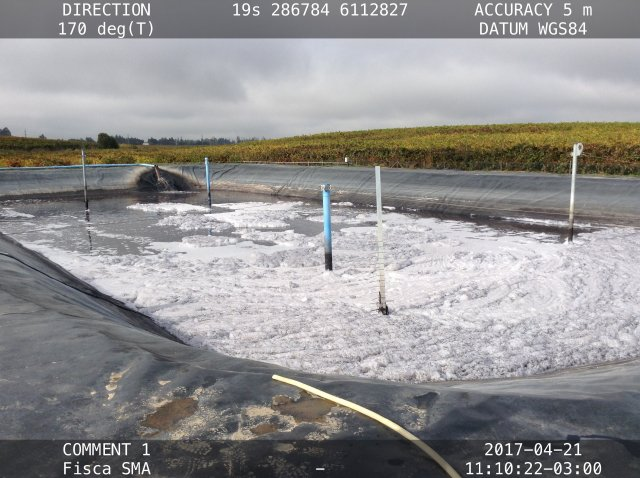 DIRECTION
170 deg(T)
19s 286784 6112827
ACCURACY 5 m
DATUM WGS84
COMMENT 1
Fisca SMA
-
2017-04-21
11:10:22-03:00